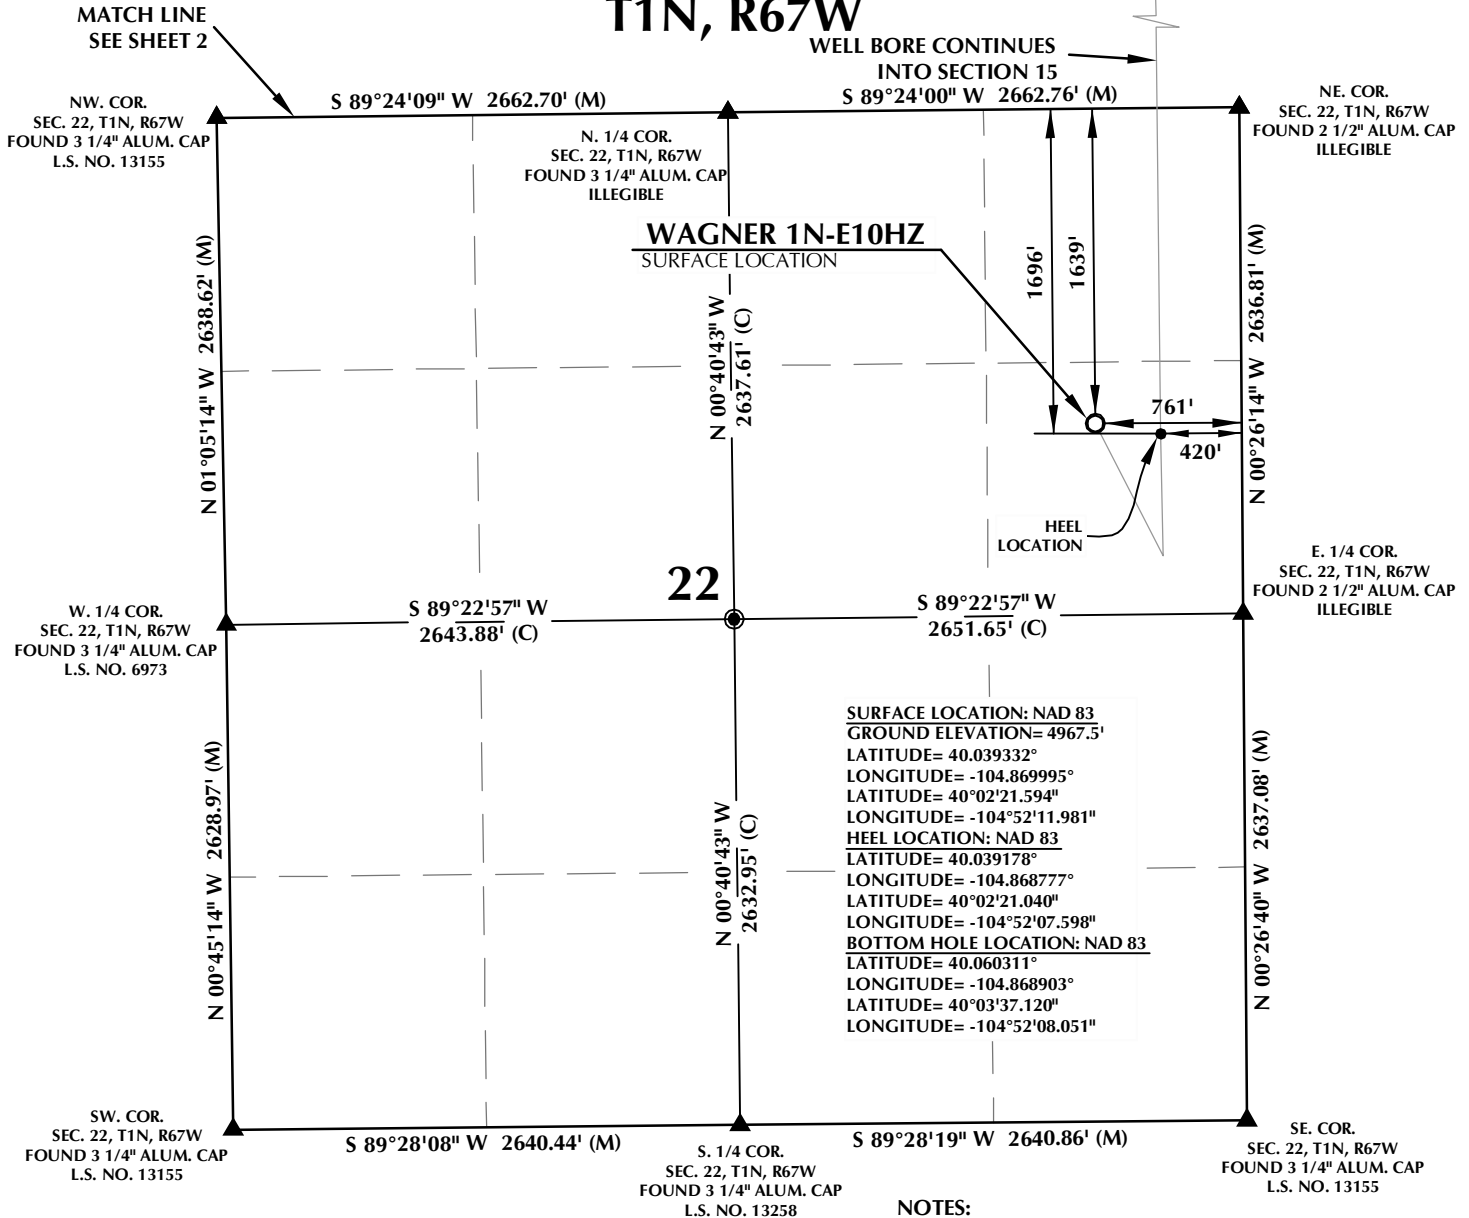 T1N, R67W
MATCH LINE
SEE SHEET 2
WELL BORE CONTINUES
INTO SECTION 15
NW. COR.
SEC. 22, T1N, R67W
FOUND 3 1/4" ALUM. CAP
L.S. NO. 13155
S 89°24'09" W 2662.70' (M)
N. 1/4 COR.
SEC. 22, T1N, R67W
FOUND 3 1/4" ALUM. CAP
ILLEGIBLE
S 89°24'00" W 2662.76' (M)
NE. COR.
SEC. 22, T1N, R67W
FOUND 2 1/2" ALUM. CAP
ILLEGIBLE
WAGNER 1N-E10HZ
SURFACE LOCATION
1696'
1639'
N 01°05'14" W 2638.62' (M)
N 00°40'43" W
2637.61' (C)
N 00°26'14" W 2636.81' (M)
761'
420'
HEEL
LOCATION
E. 1/4 COR.
SEC. 22, T1N, R67W
FOUND 2 1/2" ALUM. CAP
ILLEGIBLE
22
W. 1/4 COR.
SEC. 22, T1N, R67W
FOUND 3 1/4" ALUM. CAP
L.S. NO. 6973
S 89°22'57" W
2643.88' (C)
S 89°22'57" W
2651.65' (C)
SURFACE LOCATION: NAD 83
GROUND ELEVATION= 4967.5'
LATITUDE= 40.039332°
LONGITUDE= -104.869995°
LATITUDE= 40°02'21.594"
LONGITUDE= -104°52'11.981"
HEEL LOCATION: NAD 83
LATITUDE= 40.039178°
LONGITUDE= -104.868777°
LATITUDE= 40°02'21.040"
LONGITUDE= -104°52'07.598"
BOTTOM HOLE LOCATION: NAD 83
LATITUDE= 40.060311°
LONGITUDE= -104.868903°
LATITUDE= 40°03'37.120"
LONGITUDE= -104°52'08.051"
N 00°45'14" W 2628.97' (M)
N 00°40'43" W
2632.95' (C)
N 00°26'40" W 2637.08' (M)
SW. COR.
SEC. 22, T1N, R67W
FOUND 3 1/4" ALUM. CAP
L.S. NO. 13155
S 89°28'08" W 2640.44' (M)
S. 1/4 COR.
SEC. 22, T1N, R67W
FOUND 3 1/4" ALUM. CAP
L.S. NO. 13258
S 89°28'19" W 2640.86' (M)
SE. COR.
SEC. 22, T1N, R67W
FOUND 3 1/4" ALUM. CAP
L.S. NO. 13155
NOTES: